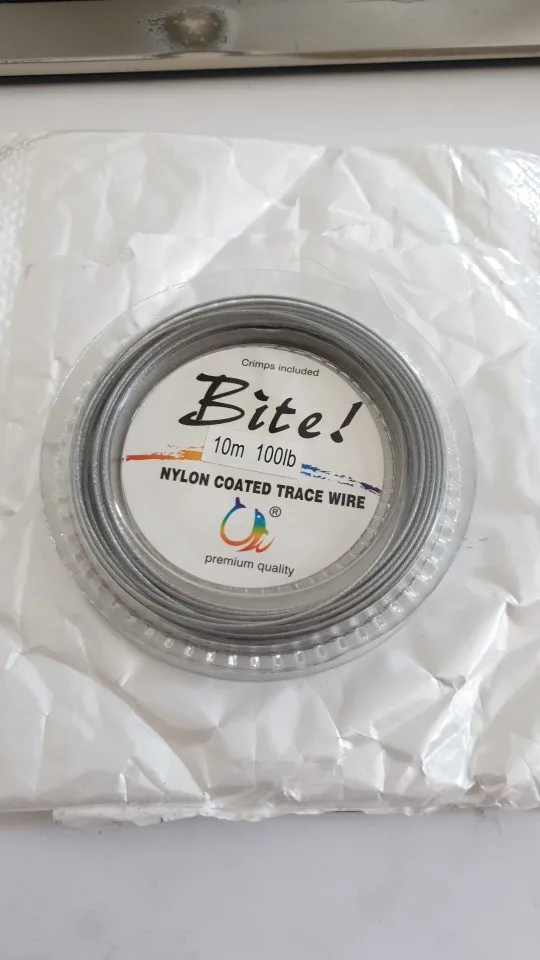 Crimps included
Bite!
10m 100lb
NYLON COATED TRACE WIRE
®
premium quality